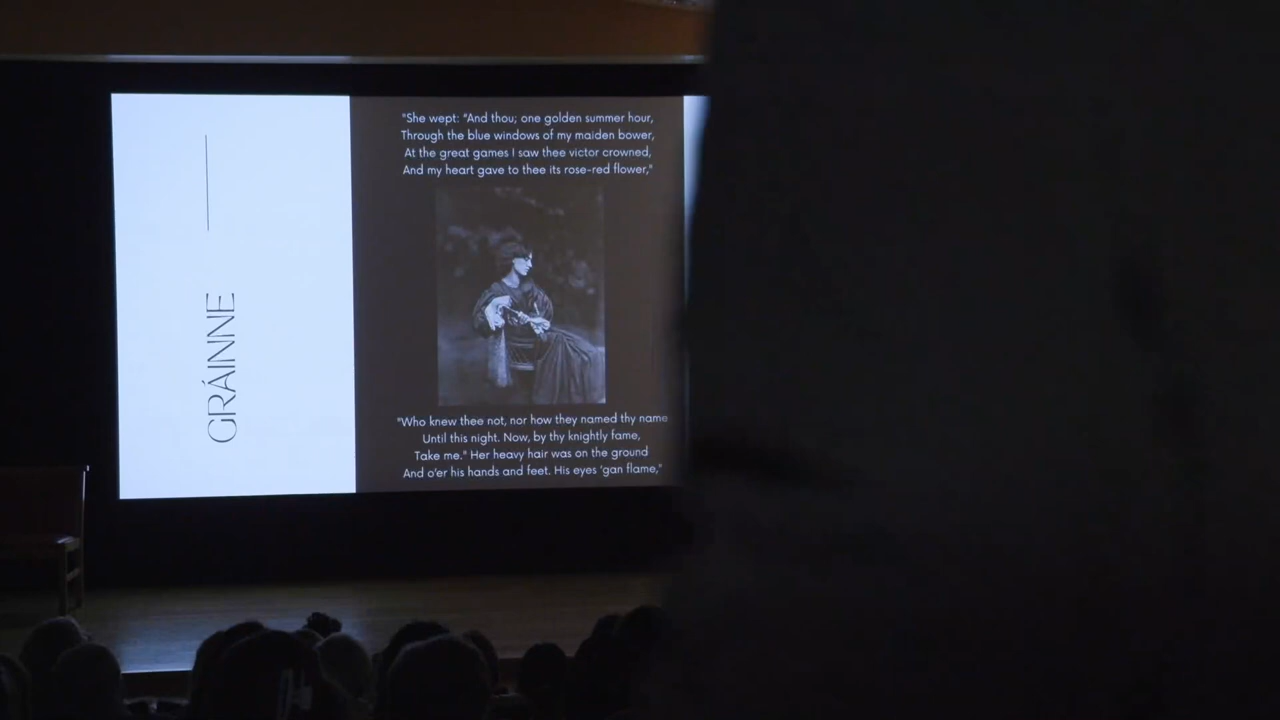 GRÁINNE
"She wept: "And thou; one golden summer hour,
Through the blue windows of my maiden bower,
At the great games I saw thee victor crowned,
And my heart gave to thee its rose-red flower,"
"Who knew thee not, nor how they named thy name
Until this night. Now, by thy knightly fame,
Take me." Her heavy hair was on the ground
And o'er his hands and feet. His eyes 'gan flame,"